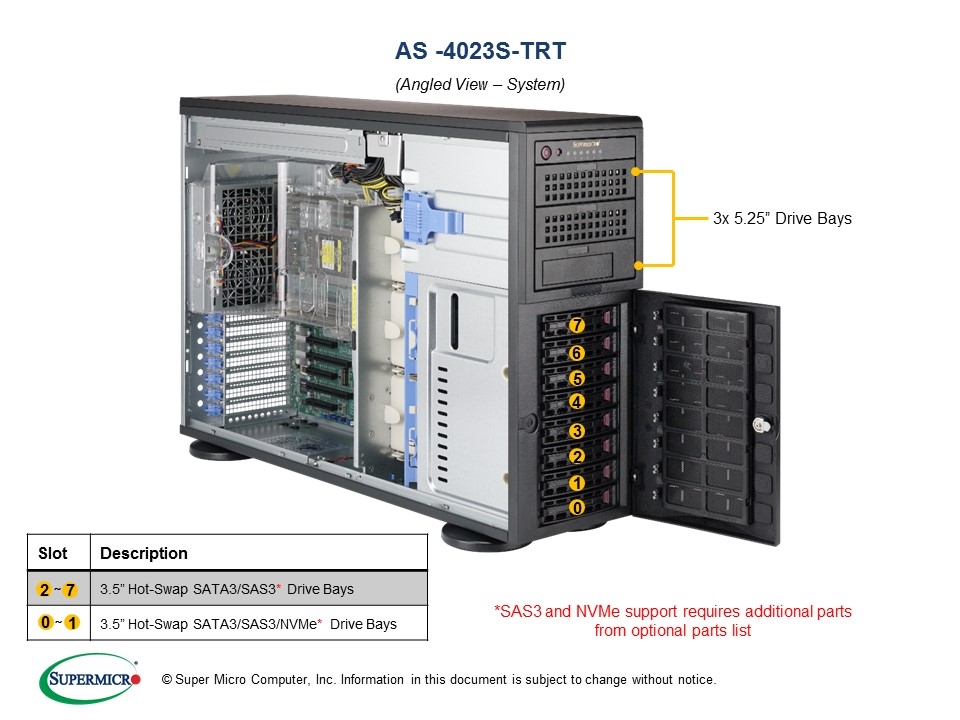 AS -4023S-TRT
(Angled View – System)
SUPERMICRO
3x 5.25” Drive Bays
7
6
5
4
3
2
1
0
Slot Description
2 ~ 7 3.5” Hot-Swap SATA3/SAS3* Drive Bays
0 ~ 1 3.5” Hot-Swap SATA3/SAS3/NVMe* Drive Bays
*SAS3 and NVMe support requires additional parts
from optional parts list
SUPERMICRO
© Super Micro Computer, Inc. Information in this document is subject to change without notice.